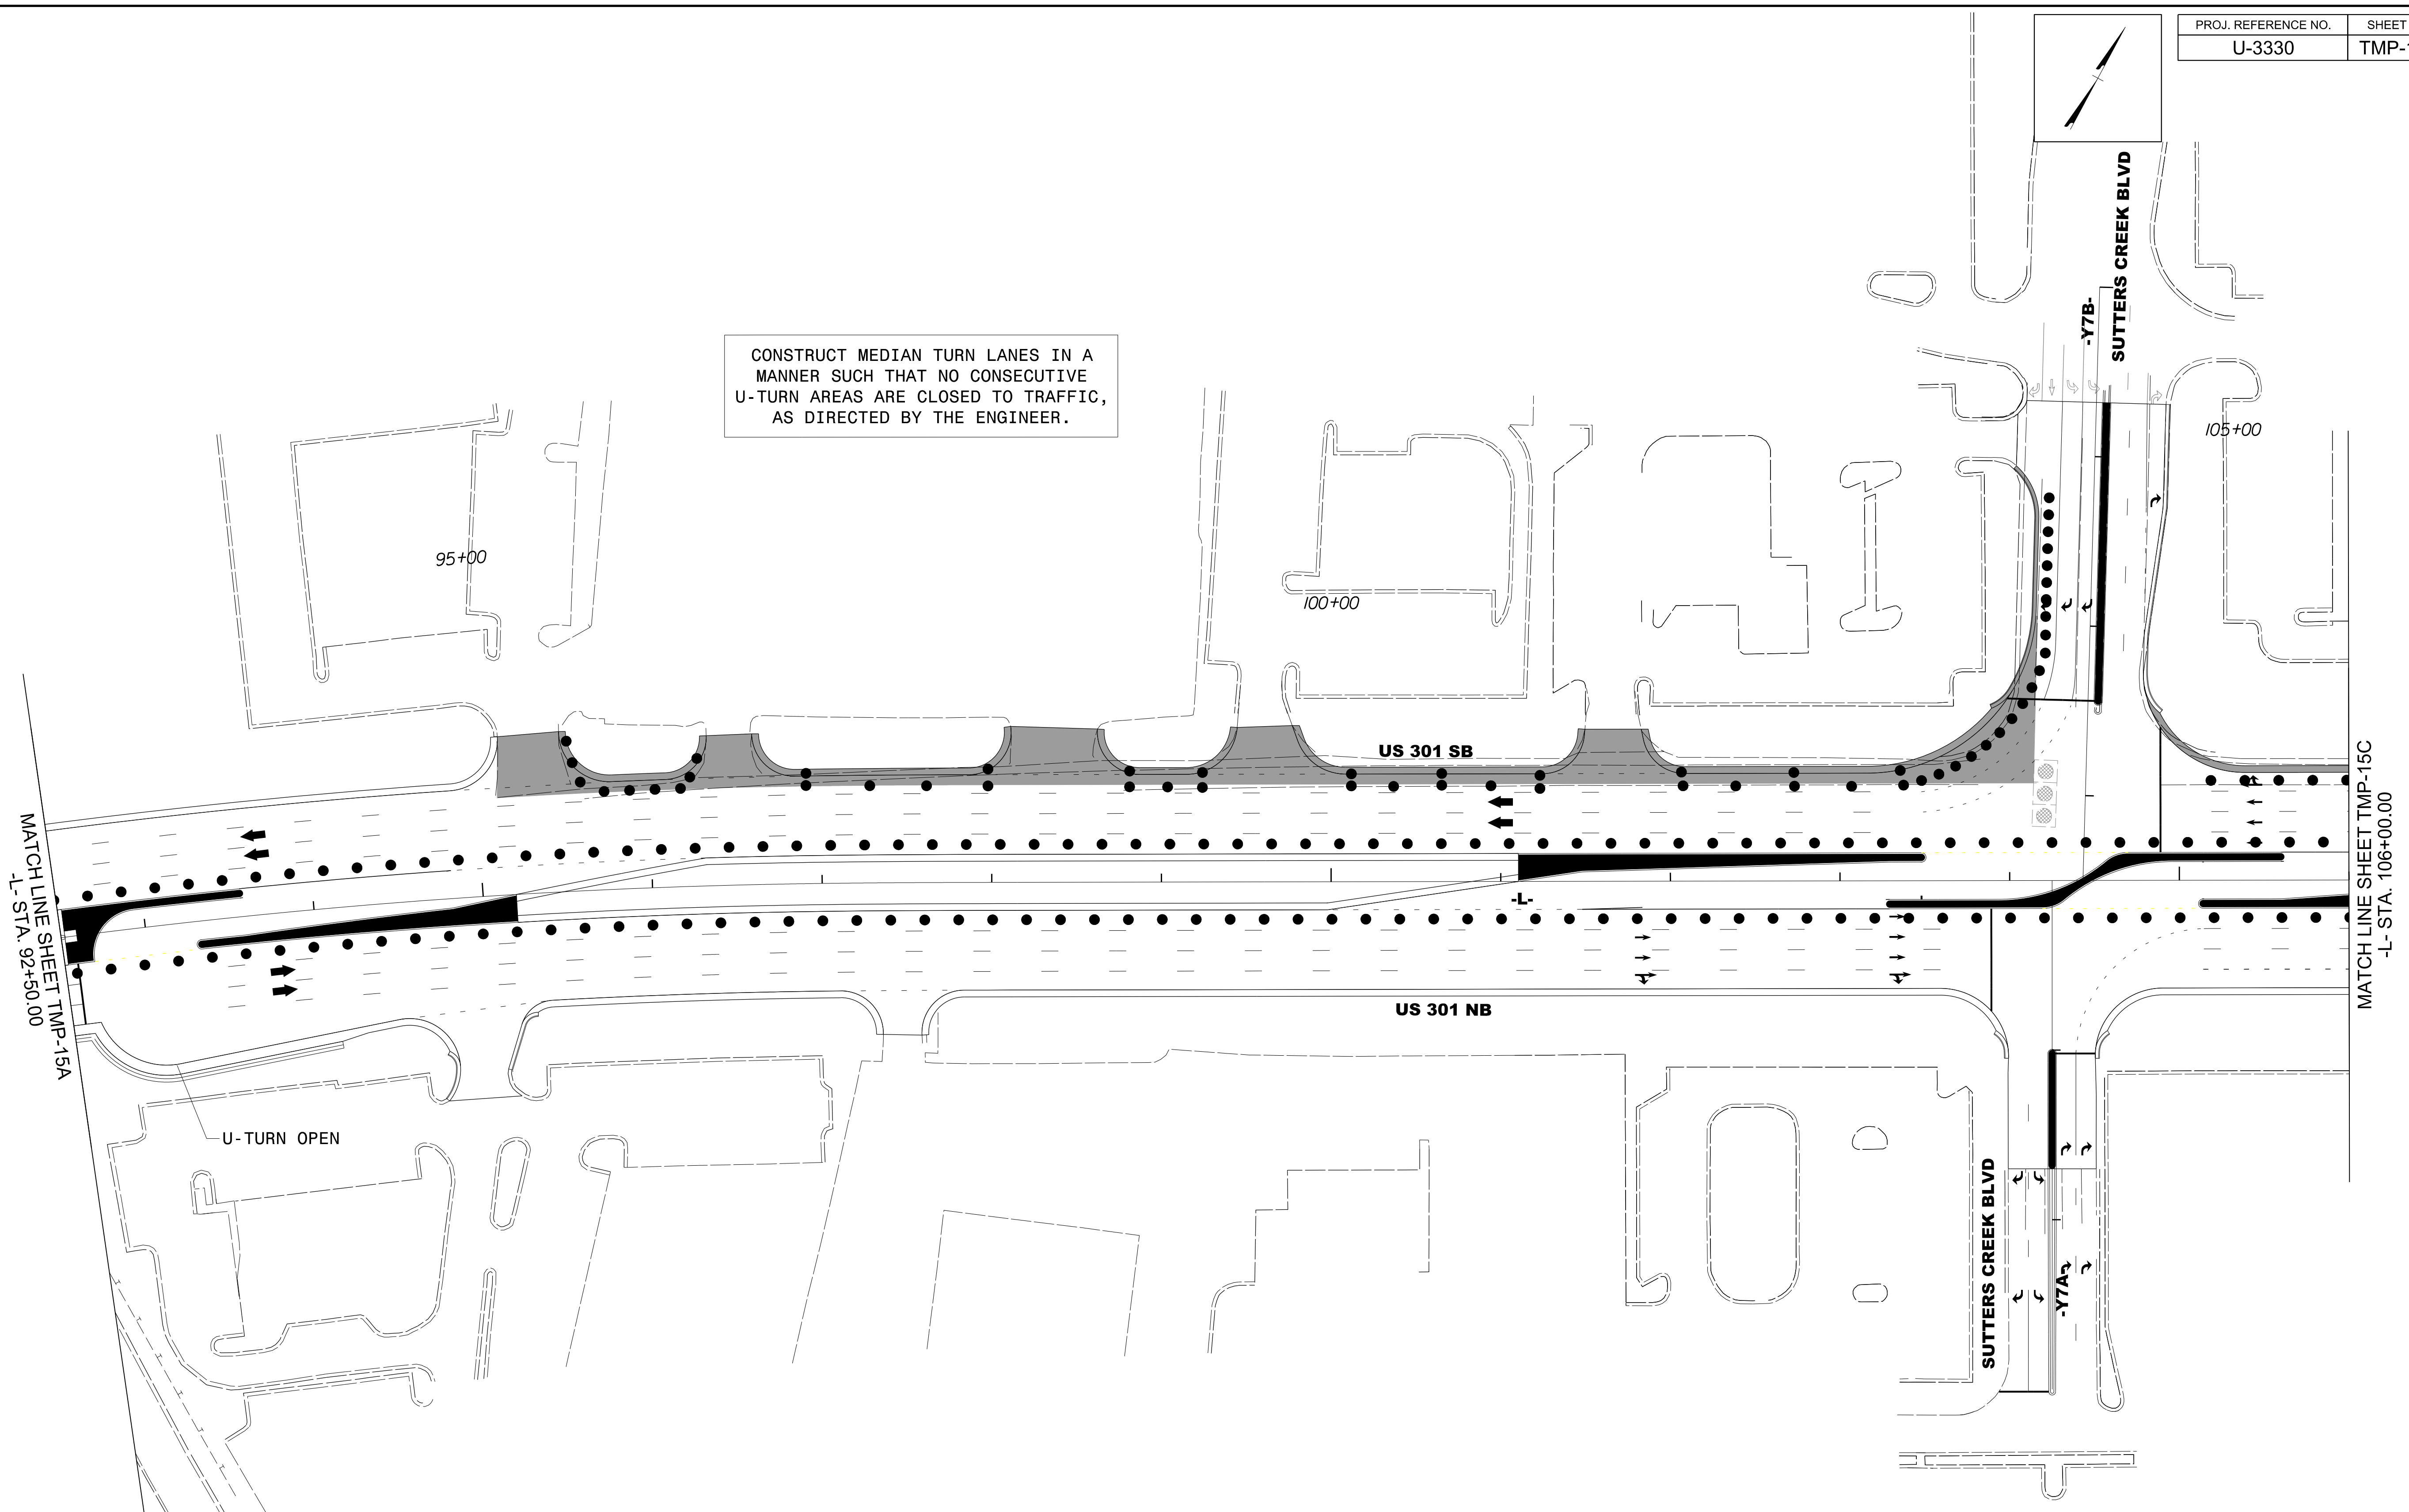 PROJ. REFERENCE NO.
SHEET
U-3330
TMP-1
SUTTERS CREEK BLVD
-Y7B-
CONSTRUCT MEDIAN TURN LANES IN A
MANNER SUCH THAT NO CONSECUTIVE
U-TURN AREAS ARE CLOSED TO TRAFFIC,
AS DIRECTED BY THE ENGINEER.
105+00
95+00
100+00
US 301 SB
MATCH LINE SHEET TMP-15C
-L- STA. 106+00.00
MATCH LINE SHEET TMP-15A
-L- STA. 92+50.00
-L-
US 301 NB
U-TURN OPEN
SUTTERS CREEK BLVD
-Y7A-